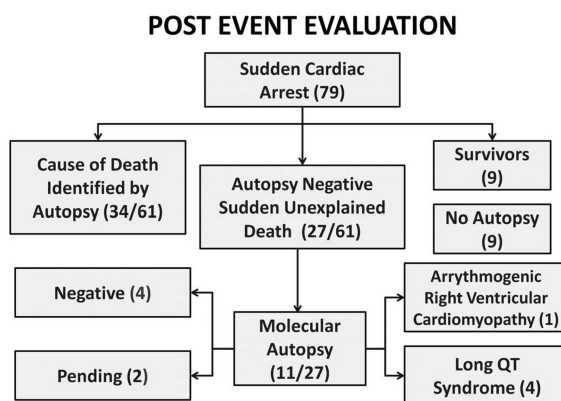 POST EVENT EVALUATION
Sudden Cardiac
Arrest (79)
Cause of Death
Identified by
Autopsy (34/61)
Autopsy Negative
Sudden Unexplained
Death (27/61)
Survivors
(9)
No Autopsy
(9)
Negative (4)
Pending (2)
Molecular
Autopsy
(11/27)
Arrythmogenic
Right Ventricular
Cardiomyopathy (1)
Long QT
Syndrome (4)